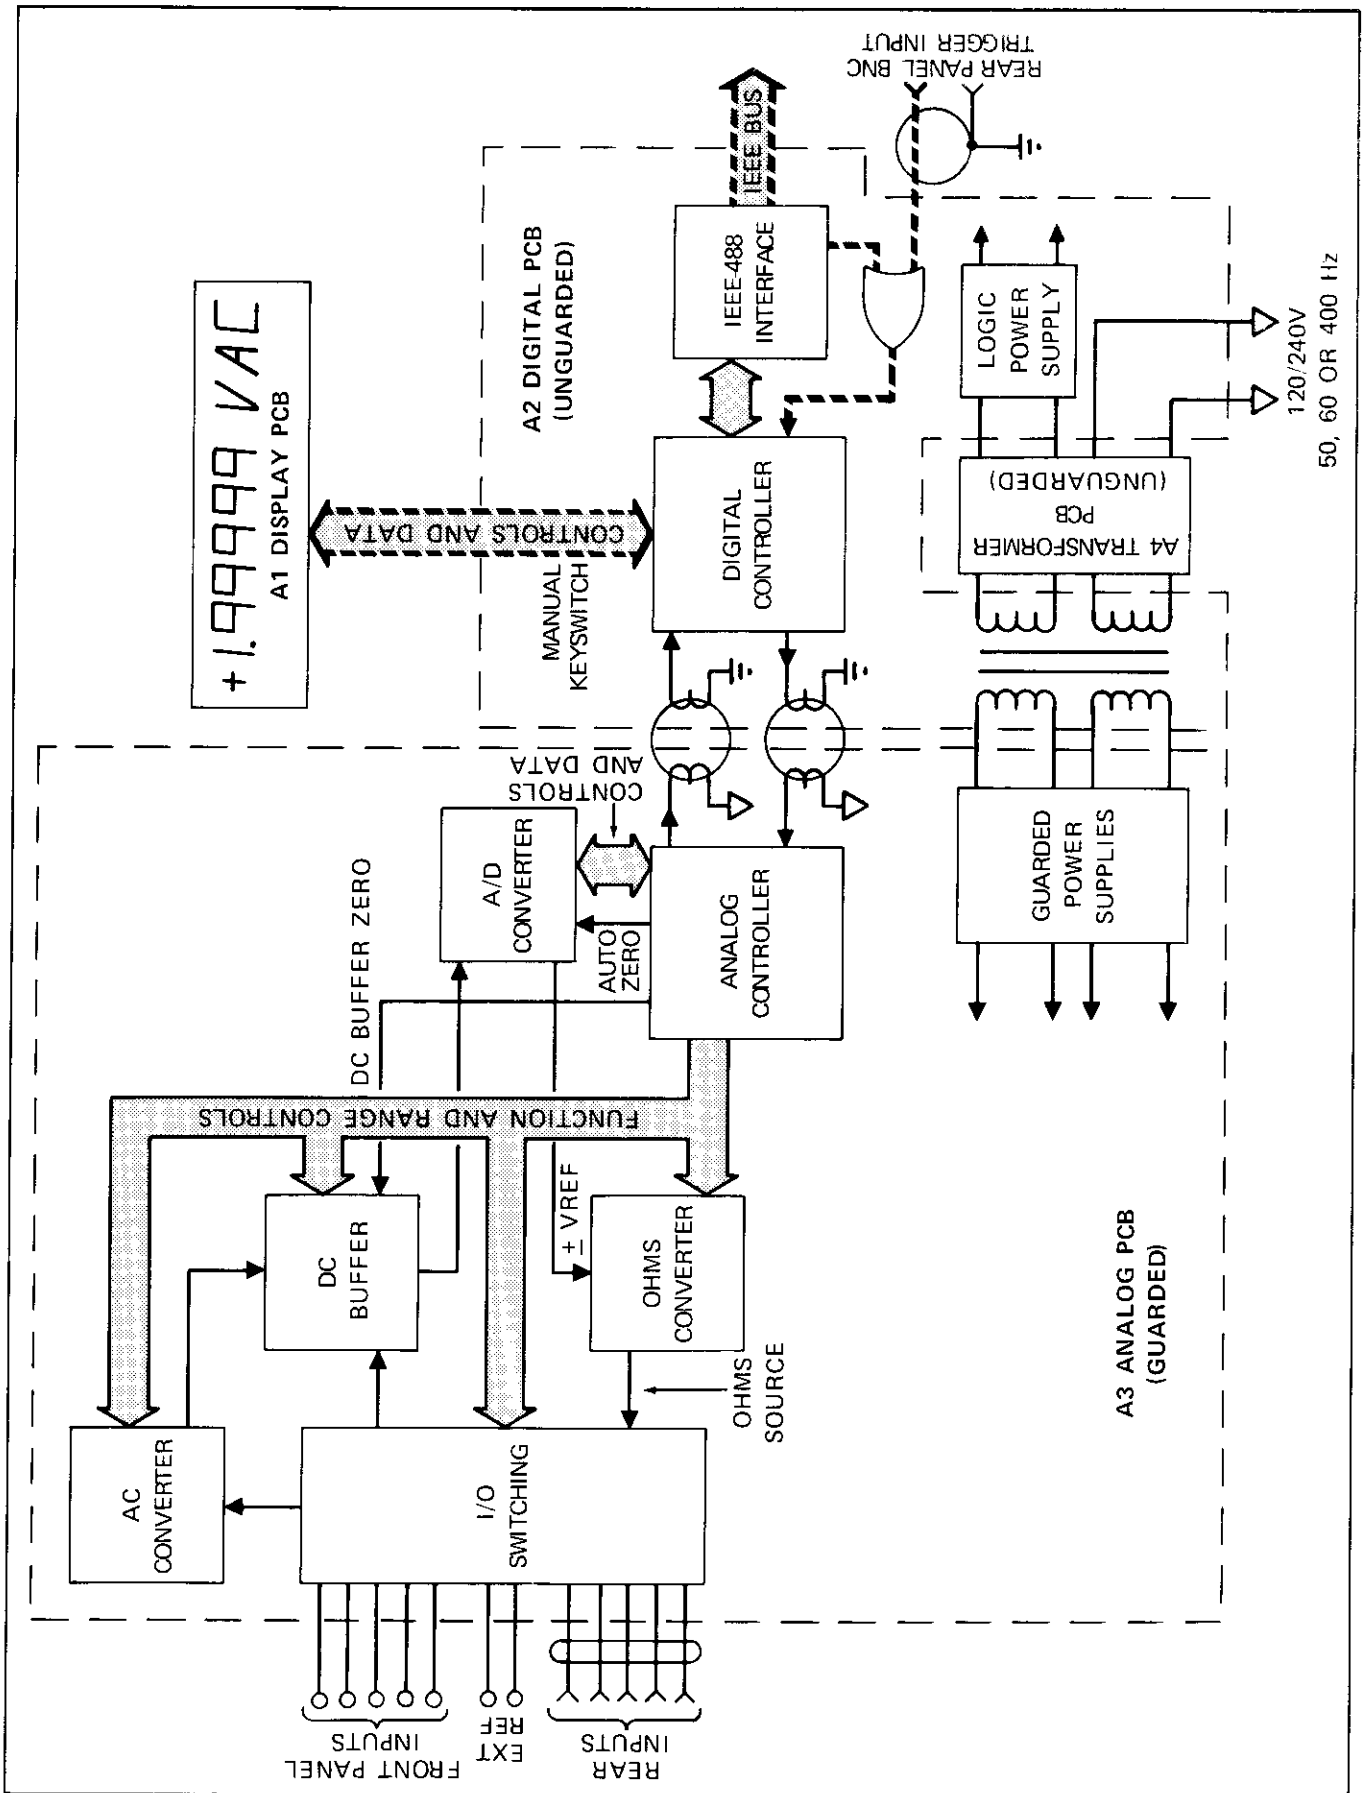 +1.999999 VAC
A1 DISPLAY PCB
A2 DIGITAL PCB
(UNGUARDED)
MANUAL
KEYSWITCH
CONTROLS AND DATA
DIGITAL
CONTROLLER
IEEE-488
INTERFACE
IEEE BUS
REAR PANEL BNC
TRIGGER INPUT
LOGIC
POWER
SUPPLY
A4 TRANSFORMER
PCB
(UNGUARDED)
120/240V
50, 60 OR 400 Hz
FRONT PANEL
INPUTS
EXT
REF
REAR
INPUTS
AC
CONVERTER
I/O
SWITCHING
DC
BUFFER
OHMS
CONVERTER
OHMS
SOURCE
± VREF
FUNCTION AND RANGE CONTROLS
DC BUFFER ZERO
A/D
CONVERTER
AUTO
ZERO
CONTROLS
AND DATA
ANALOG
CONTROLLER
GUARDED
POWER
SUPPLIES
A3 ANALOG PCB
(GUARDED)